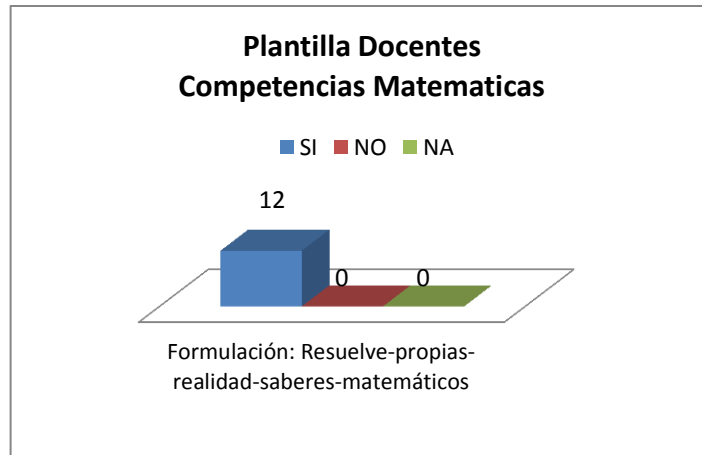 Plantilla Docentes
Competencias Matematicas
SI NO NA
12
0 0
Formulación: Resuelve-propias-
realidad-saberes-matemáticos